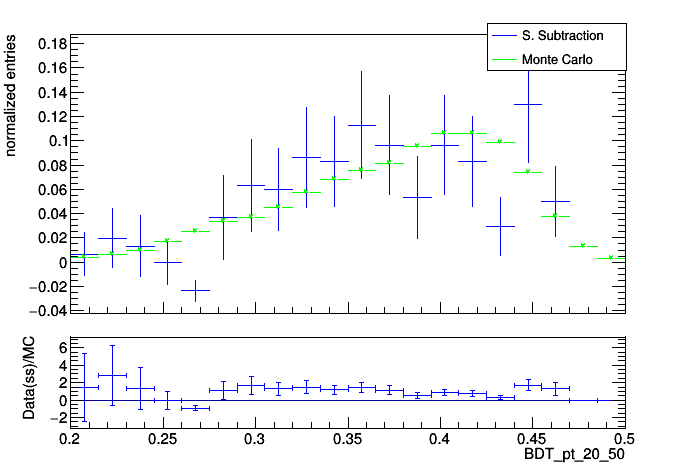 S. Subtraction
Monte Carlo
normalized entries
0.18
0.16
0.14
0.12
0.1
0.08
0.06
0.04
0.02
0
−0.02
−0.04
Data(ss)/MC
6
4
2
0
−2
0.2 0.25 0.3 0.35 0.4 0.45 0.5
BDT_pt_20_50